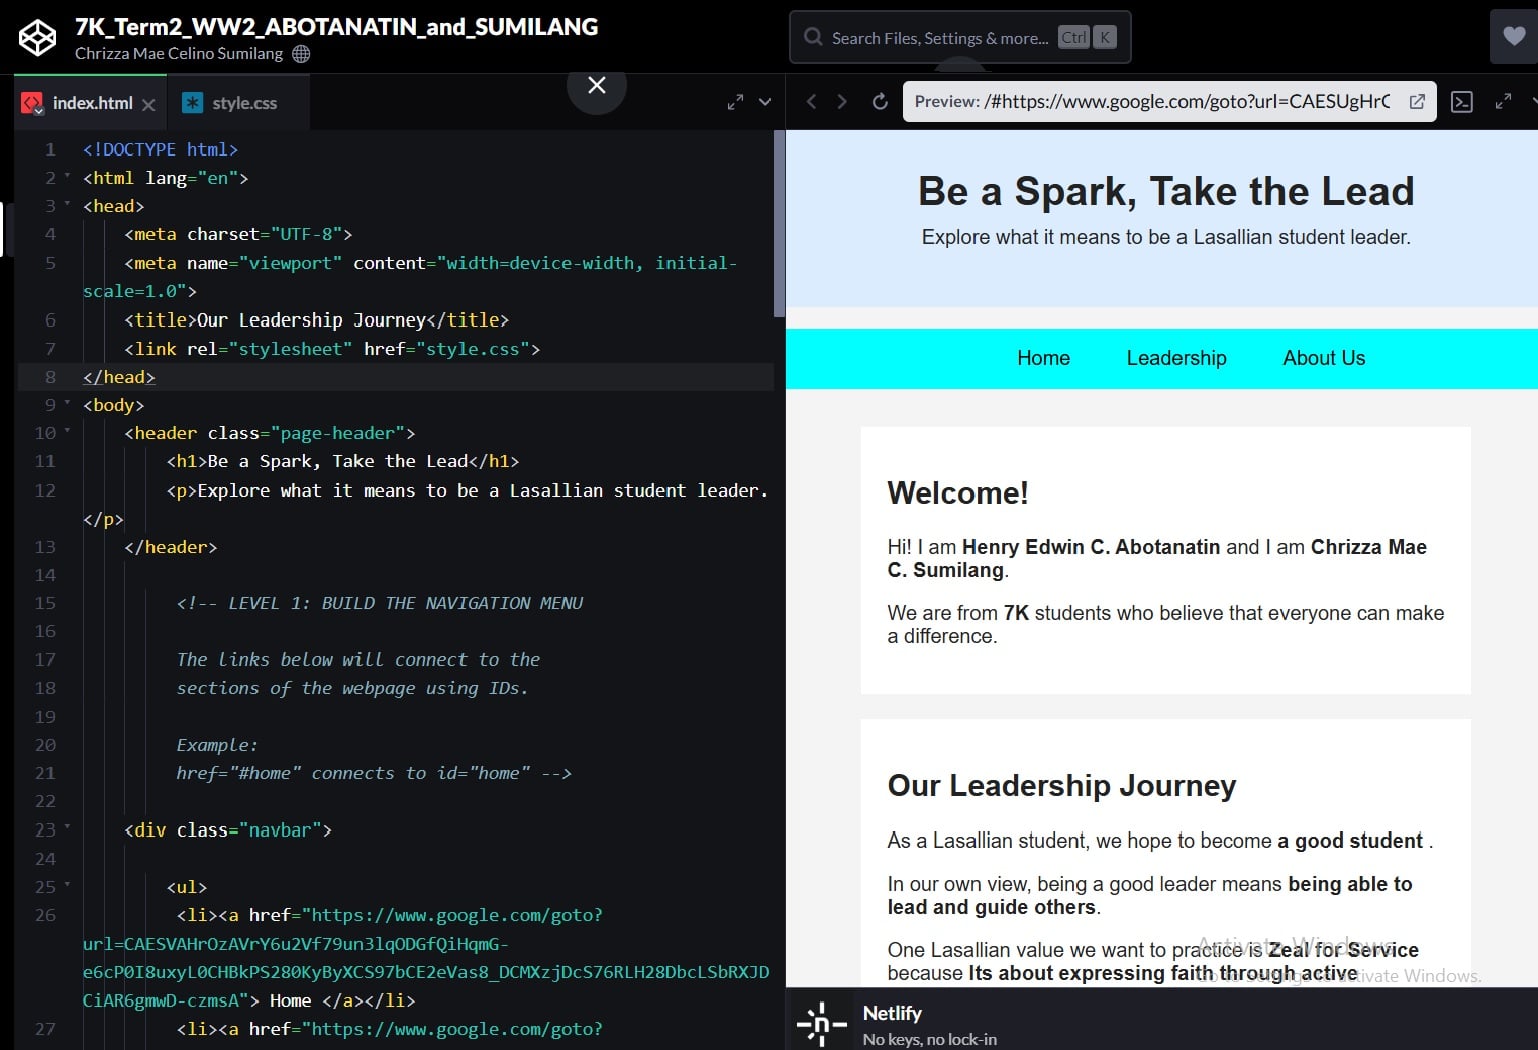 7K_Term2_WW2_ABOTANATIN_and_SUMILANG
Chrizza Mae Celino Sumilang
Search Files, Settings & more... Ctrl K
index.html
style.css
Preview: /#https://www.google.com/goto?url=CAESUgHrC
1 <!DOCTYPE html>
2 <html lang="en">
3 <head>
4 <meta charset="UTF-8">
5 <meta name="viewport" content="width=device-width, initial-
scale=1.0">
6 <title>Our Leadership Journey</title>
7 <link rel="stylesheet" href="style.css">
8 </head>
9 <body>
10 <header class="page-header">
11 <h1>Be a Spark, Take the Lead</h1>
12 <p>Explore what it means to be a Lasallian student leader.
</p>
13 </header>
14
15 <!-- LEVEL 1: BUILD THE NAVIGATION MENU
16
17 The links below will connect to the
18 sections of the webpage using IDs.
19
20 Example:
21 href="#home" connects to id="home" -->
22
23 <div class="navbar">
24
25 <ul>
26 <li><a href="https://www.google.com/goto?
url=CAESVAHrOzAVrY6u2Vf79un3lqODGfQiHqmG-
e6cP0I8uxyL0CHBkPS280KyByXCS97bCE2eVas8_DCMXzjDcS76RLH28DbcLSbRXJD
CiAR6gmwD-czmsA"> Home </a></li>
27 <li><a href="https://www.google.com/goto?
Be a Spark, Take the Lead
Explore what it means to be a Lasallian student leader.
Home Leadership About Us
Welcome!
Hi! I am Henry Edwin C. Abotanatin and I am Chrizza Mae
C. Sumilang.
We are from 7K students who believe that everyone can make
a difference.
Our Leadership Journey
As a Lasallian student, we hope to become a good student .
In our own view, being a good leader means being able to
lead and guide others.
One Lasallian value we want to practice is Zeal for Service
because Its about expressing faith through active
Activate Windows
Go to Settings to activate Windows.
Netlify
No keys, no lock-in